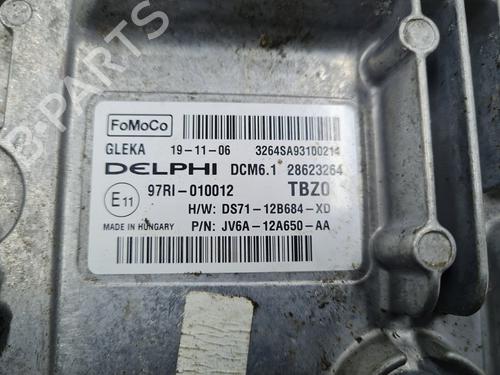 FoMoCo
GLEKA 19-11-06 3264SA93100214
DELPHI DCM6.1 28623264
E11 97RI-010012 TBZ0
H/W: DS71-12B684-XD
MADE IN HUNGARY P/N: JV6A-12A650-AA